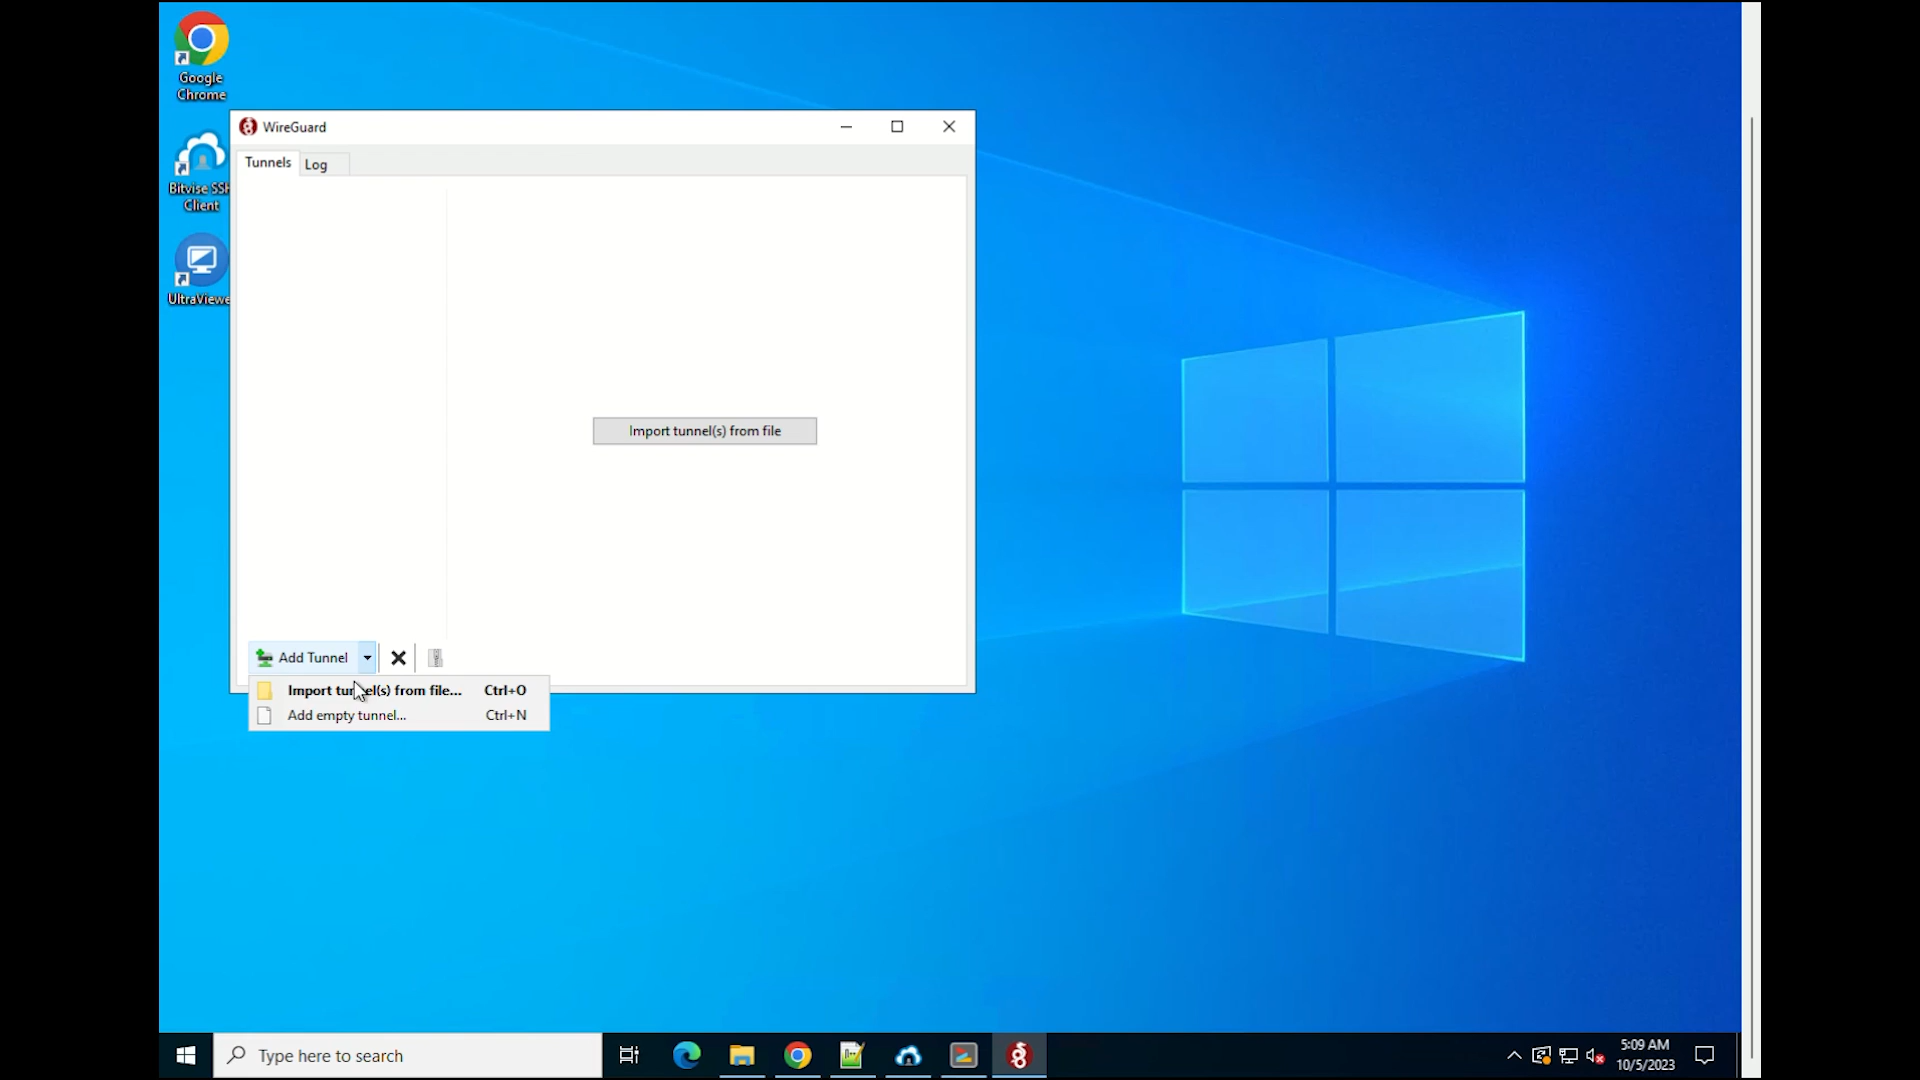 Google
Chrome
Bitvise SSH
Client
UltraViewe
WireGuard
Tunnels
Log
Import tunnel(s) from file
Add Tunnel
Import tunnel(s) from file... Ctrl+O
Add empty tunnel... Ctrl+N
Type here to search
5:09 AM
10/5/2023